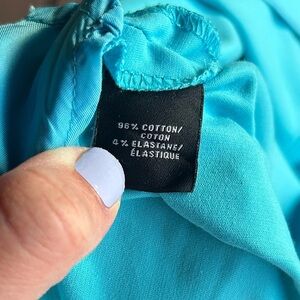 96% COTTON/
COTON
4% ELASTANE/
ÉLASTIQUE